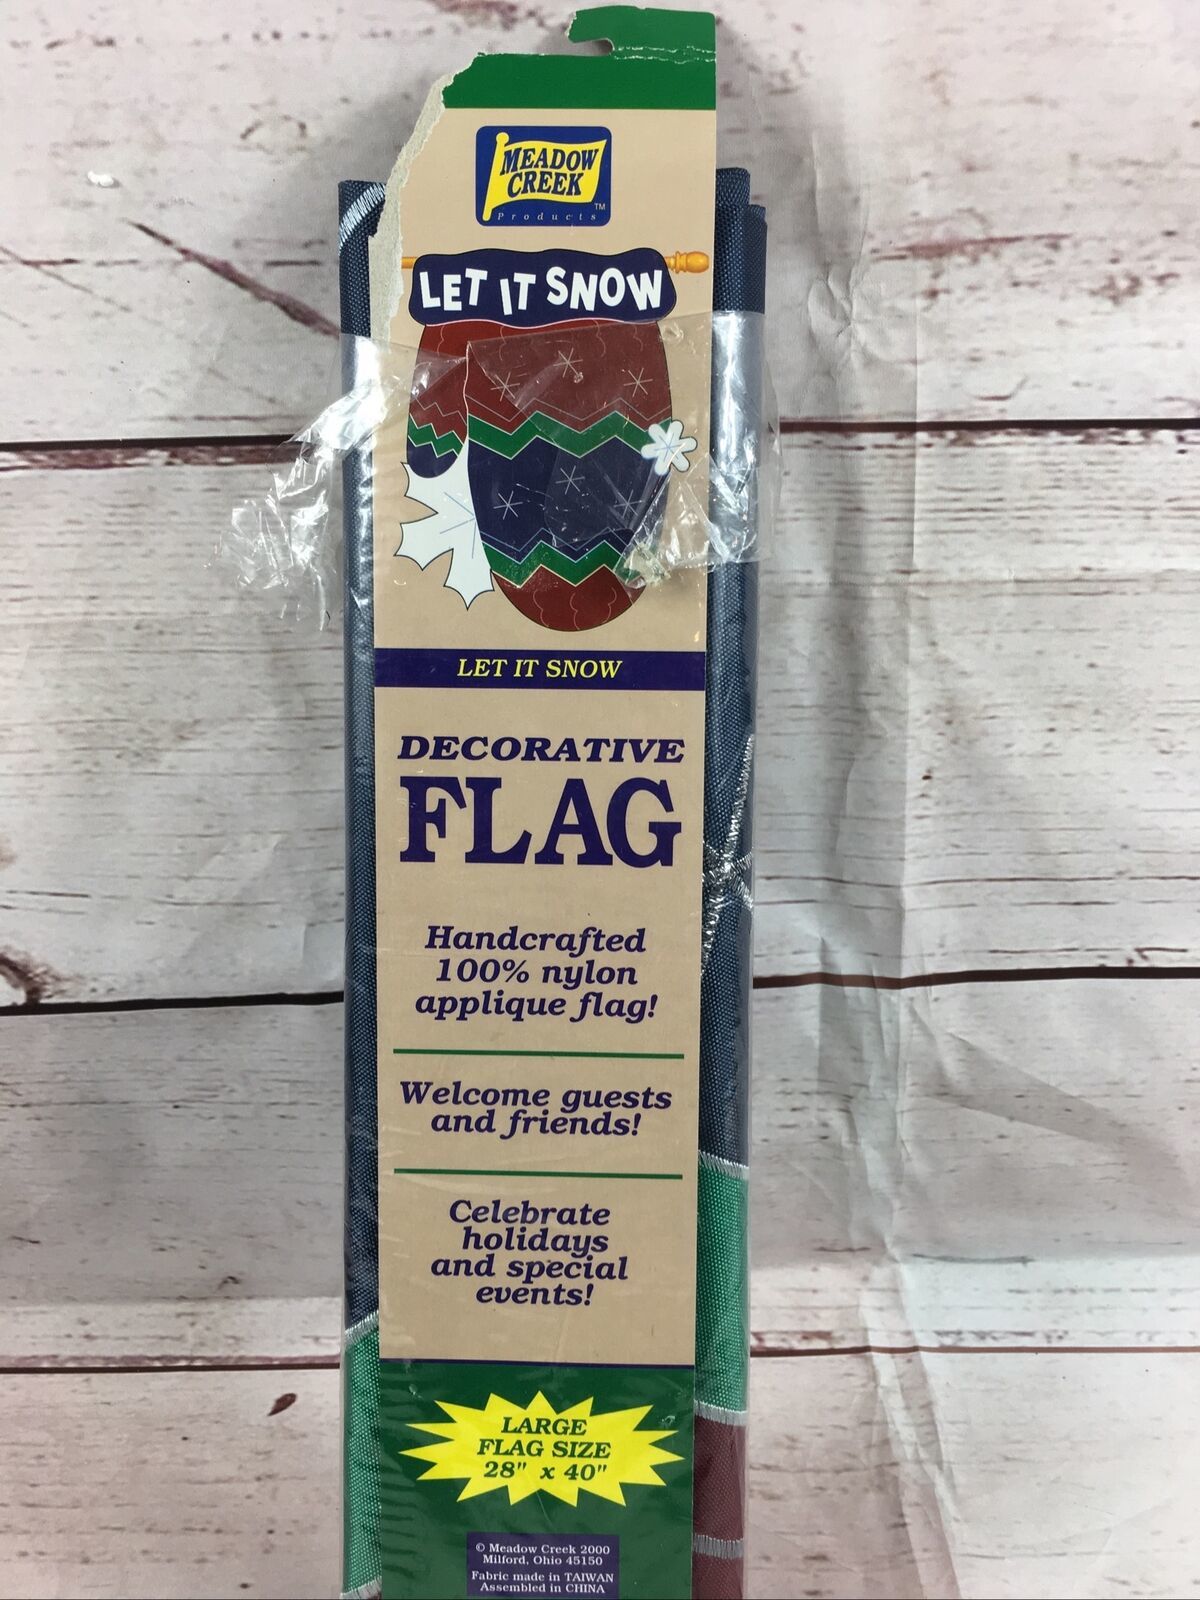 MEADOW
CREEK
Products TM
LET IT SNOW
LET IT SNOW
DECORATIVE
FLAG
Handcrafted
100% nylon
applique flag!
Welcome guests
and friends!
Celebrate
holidays
and special
events!
LARGE
FLAG SIZE
28" x 40"
© Meadow Creek 2000
Milford, Ohio 45150
Fabric made in TAIWAN
Assembled in CHINA